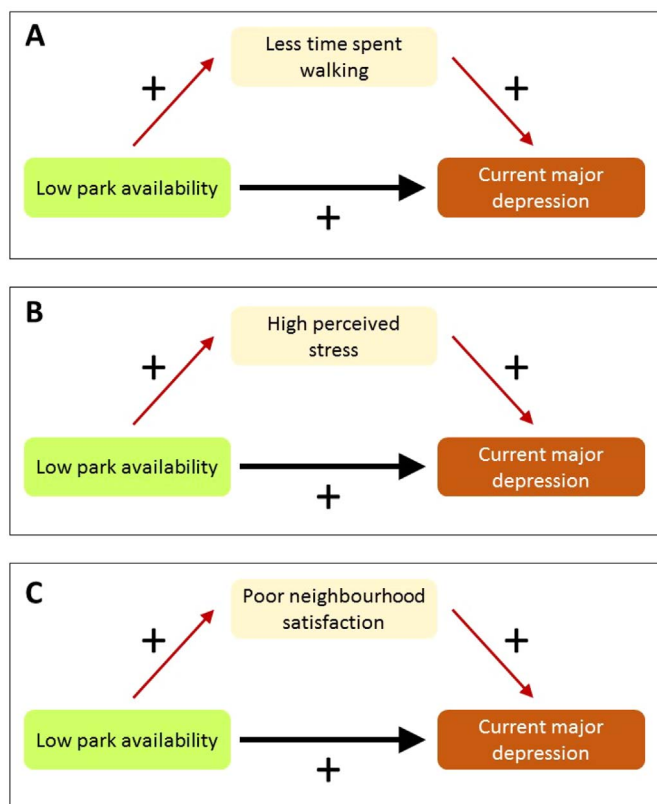 A
Less time spent
walking
+
+
Low park availability
Current major
depression
+
B
High perceived
stress
+
+
Low park availability
Current major
depression
+
C
Poor neighbourhood
satisfaction
+
+
Low park availability
Current major
depression
+